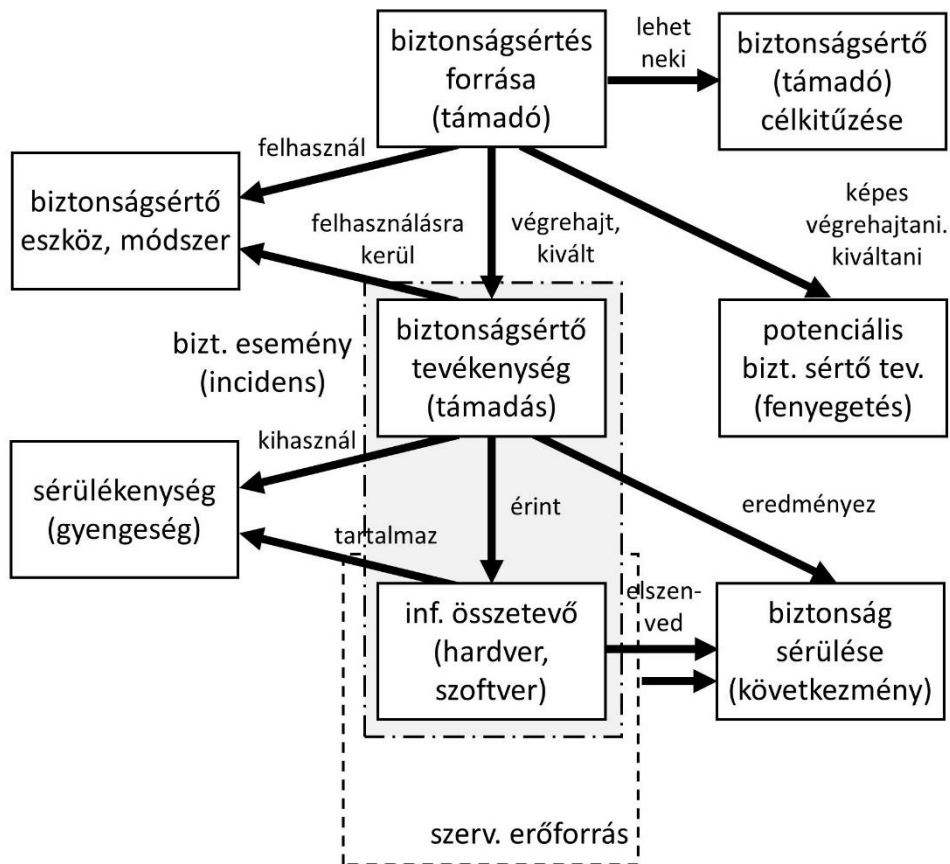 biztonságsértés
forrása
(támadó)
lehet
neki
biztonságsértő
(támadó)
célkitűzése
felhasznál
biztonságsértő
eszköz, módszer
felhasználásra
kerül
végrehajt,
kivált
képes
végrehajtani.
kiváltani
bizt. esemény
(incidens)
biztonságsértő
tevékenység
(támadás)
potenciális
bizt. sértő tev.
(fenyegetés)
kihasznál
sérülékenység
(gyengeség)
tartalmaz
érint
eredményez
inf. összetevő
(hardver,
szoftver)
elszen-
ved
biztonság
sérülése
(következmény)
szerv. erőforrás